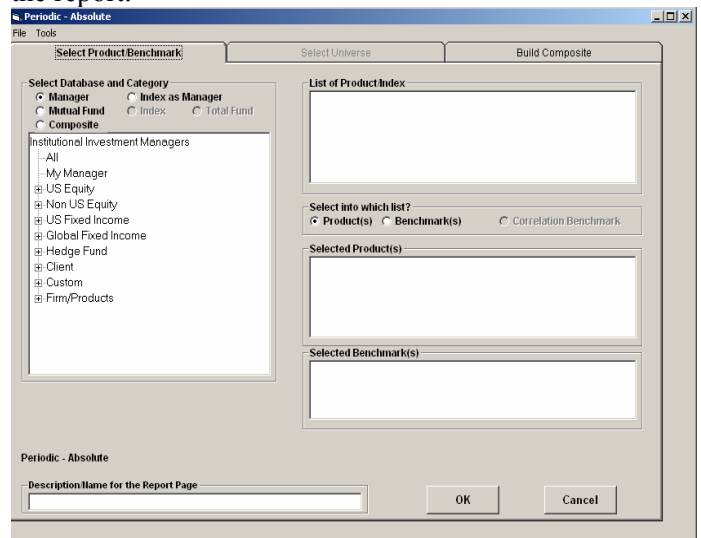 the report.
Periodic - Absolute
File Tools
Select Product/Benchmark
Select Universe
Build Composite
Select Database and Category
Manager Index as Manager
Mutual Fund Index Total Fund
Composite
Institutional Investment Managers
All
My Manager
US Equity
Non US Equity
US Fixed Income
Global Fixed Income
Hedge Fund
Client
Custom
Firm/Products
List of Product/Index
Select into which list?
Product(s) Benchmark(s) Correlation Benchmark
Selected Product(s)
Selected Benchmark(s)
Periodic - Absolute
Description/Name for the Report Page
OK Cancel